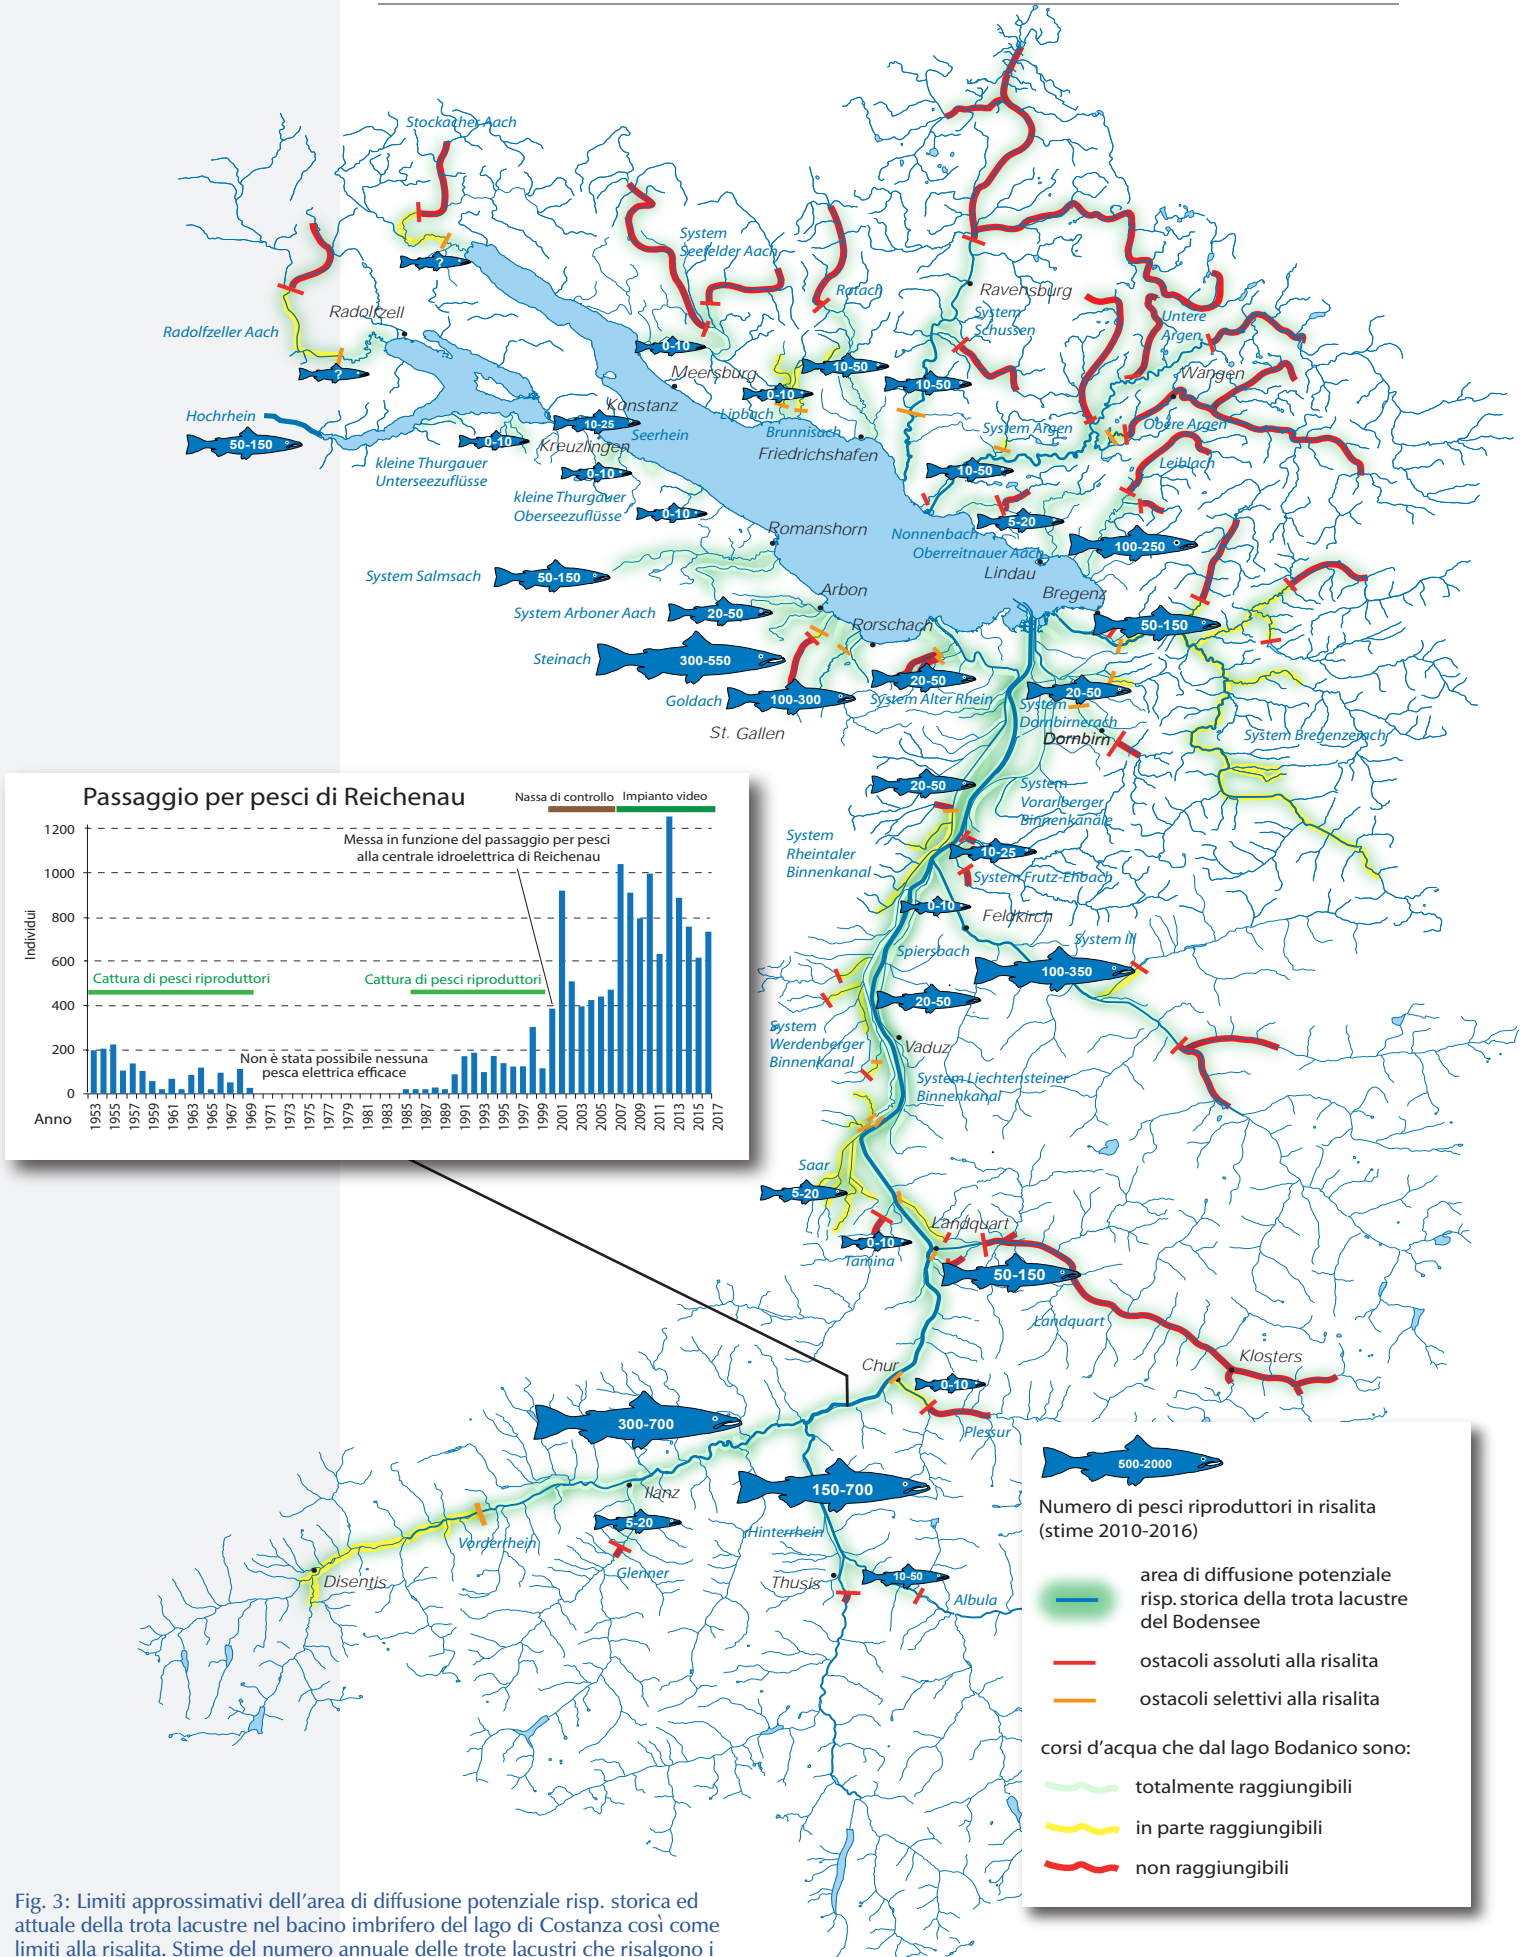 Stockacher Aach
System
Seefelder Aach
?
Rotach
Ravensburg
System
Schussen
Untere
Argen
Radolfzell
Radolfzeller Aach
?
0-10
Meersburg
10-50
10-50
Wangen
0-10
Lipbach
Brunnisach
Friedrichshafen
System Argen
Obere Argen
Leiblach
Hochrhein
50-150
Konstanz
10-25
Seerhein
0-10
Kreuzlingen
kleine Thurgauer
Unterseezuflüsse
0-10
kleine Thurgauer
Oberseezuflüsse
0-10
10-50
5-20
Nonnenbach
Oberreitnauer Aach
Lindau
100-250
Romanshorn
System Salmsach
50-150
Bregenz
50-150
Arbon
System Arboner Aach
20-50
Rorschach
Steinach
300-550
20-50
System Alter Rhein
Goldach
100-300
St. Gallen
20-50
System
Dornbirnerach
Dornbirn
System Bregenzerach
20-50
System
Vorarlberger
Binnenkanäle
System
Rheintaler
Binnenkanal
10-25
System Frutz-Ehbach
0-10
Feldkirch
Spiersbach
System Ill
100-350
20-50
System
Werdenberger
Binnenkanal
Vaduz
System Liechtensteiner
Binnenkanal
Saar
5-20
0-10
Tamina
Landquart
50-150
Landquart
Klosters
Chur
0-10
Plessur
300-700
150-700
Ilanz
5-20
Glenner
Vorderrhein
Disentis
Hinterrhein
Thusis
10-50
Albula
Passaggio per pesci di Reichenau
Nassa di controllo
Impianto video
Messa in funzione del passaggio per pesci
alla centrale idroelettrica di Reichenau
Cattura di pesci riproduttori
Cattura di pesci riproduttori
Non è stata possibile nessuna
pesca elettrica efficace
Individui
1200
1000
800
600
400
200
0
Anno
1953 1955 1957 1959 1961 1963 1965 1967 1969 1971 1973 1975 1977 1979 1981 1983 1985 1987 1989 1991 1993 1995 1997 1999 2001 2003 2005 2007 2009 2011 2013 2015 2017
500-2000
Numero di pesci riproduttori in risalita
(stime 2010-2016)
area di diffusione potenziale
risp. storica della trota lacustre
del Bodensee
ostacoli assoluti alla risalita
ostacoli selettivi alla risalita
corsi d'acqua che dal lago Bodanico sono:
totalmente raggiungibili
in parte raggiungibili
non raggiungibili
Fig. 3: Limiti approssimativi dell'area di diffusione potenziale risp. storica ed
attuale della trota lacustre nel bacino imbrifero del lago di Costanza così come
limiti alla risalita. Stime del numero annuale delle trote lacustri che risalgono i